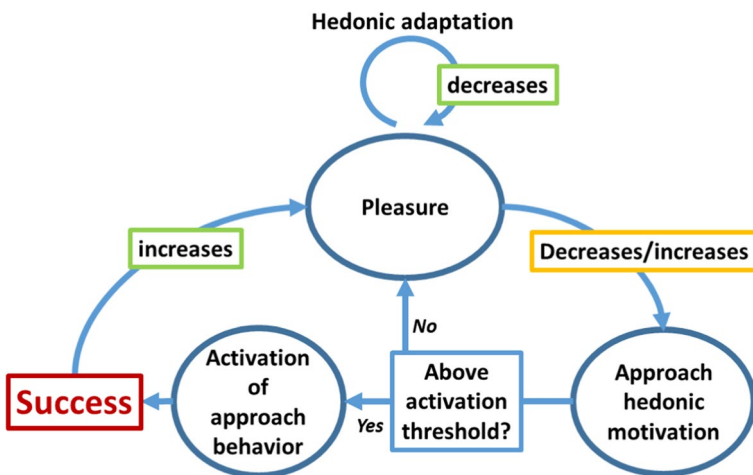 Hedonic adaptation
decreases
Pleasure
increases
Decreases/increases
No
Activation
of
approach
behavior
Success
Yes
Above
activation
threshold?
Approach
hedonic
motivation